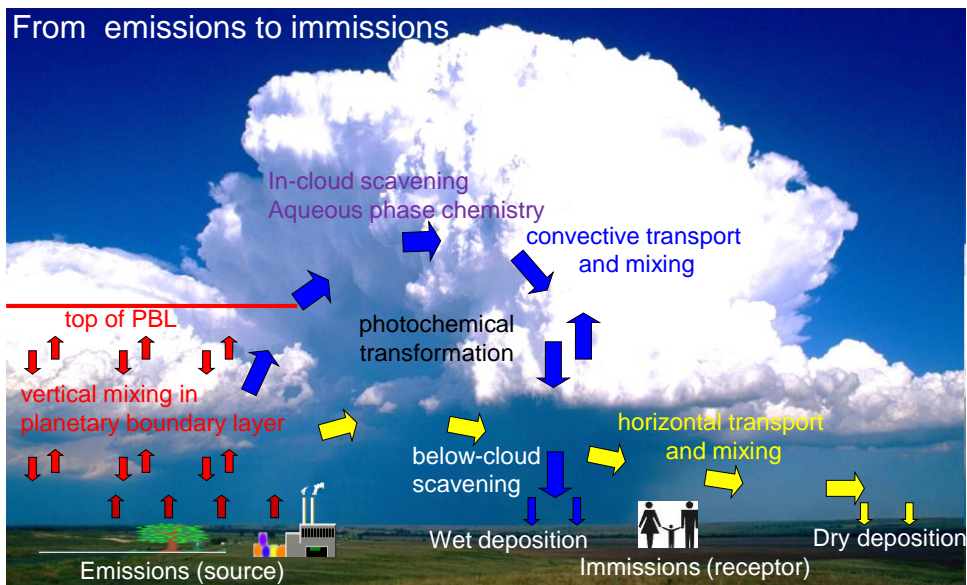 From  emissions to immissions
In-cloud scavening
Aqueous phase chemistry
convective transport
and mixing
top of PBL
photochemical
transformation
vertical mixing in
planetary boundary layer
horizontal transport
and mixing
below-cloud
scavening
Wet deposition
Dry deposition
Emissions (source)
Immissions (receptor)